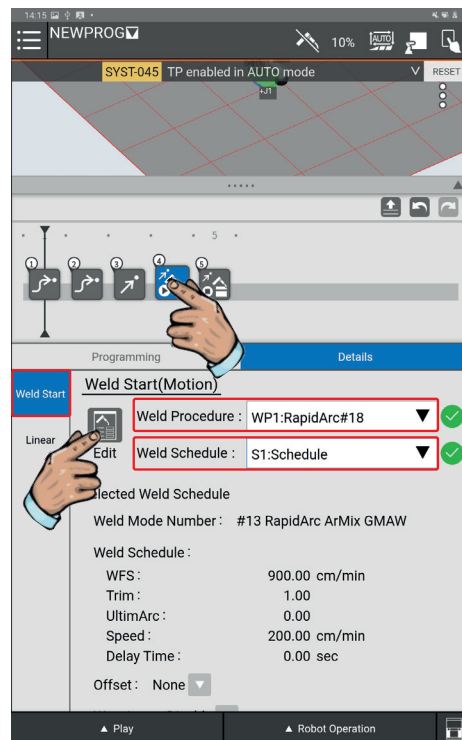 14:15
NEWPROG
10%
AUTO
SYST-045 TP enabled in AUTO mode
RESET
+J1
5
1
2
3
4
5
Programming
Details
Weld Start
Weld Start(Motion)
Weld Procedure : WP1:RapidArc#18
Linear
Edit
Weld Schedule : S1:Schedule
elected Weld Schedule
Weld Mode Number : #13 RapidArc ArMix GMAW
Weld Schedule :
WFS : 900.00 cm/min
Trim : 1.00
UltimArc : 0.00
Speed : 200.00 cm/min
Delay Time : 0.00 sec
Offset : None
▲ Play
▲ Robot Operation